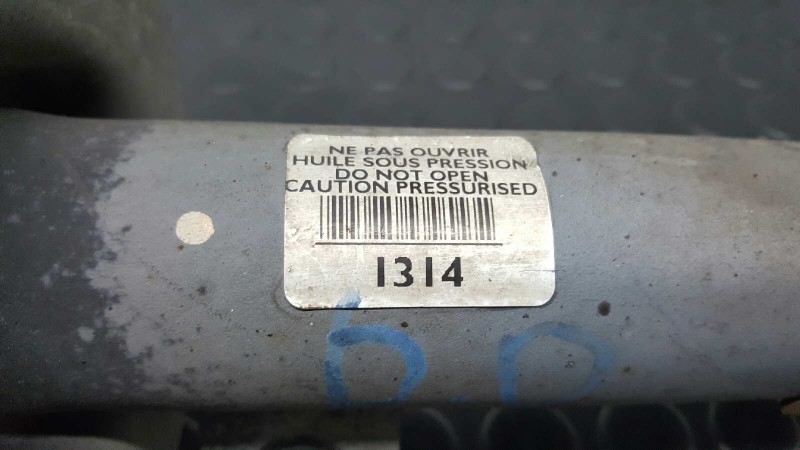 NE PAS OUVRIR
HUILE SOUS PRESSION
DO NOT OPEN
CAUTION PRESSURISED
1314